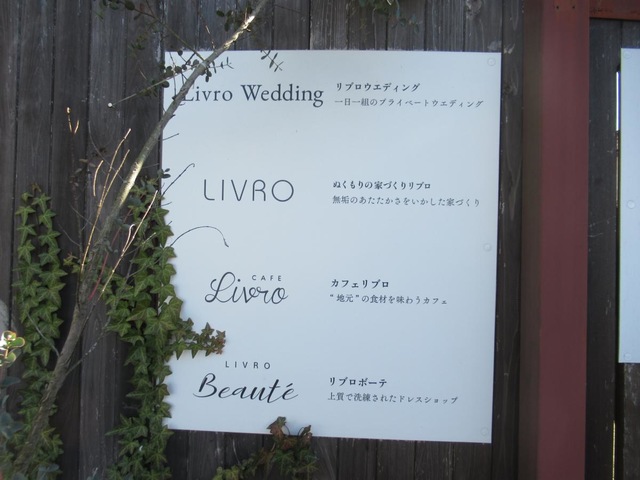 Livro Wedding
リブロウエディング
一日一組のプライベートウエディング
LIVRO
ぬくもりの家づくりリブロ
無垢のあたたかさをいかした家づくり
CAFE
Livro
カフェリブロ
“地元”の食材を味わうカフェ
LIVRO
Beauté
リブロボーテ
上質で洗練されたドレスショップ